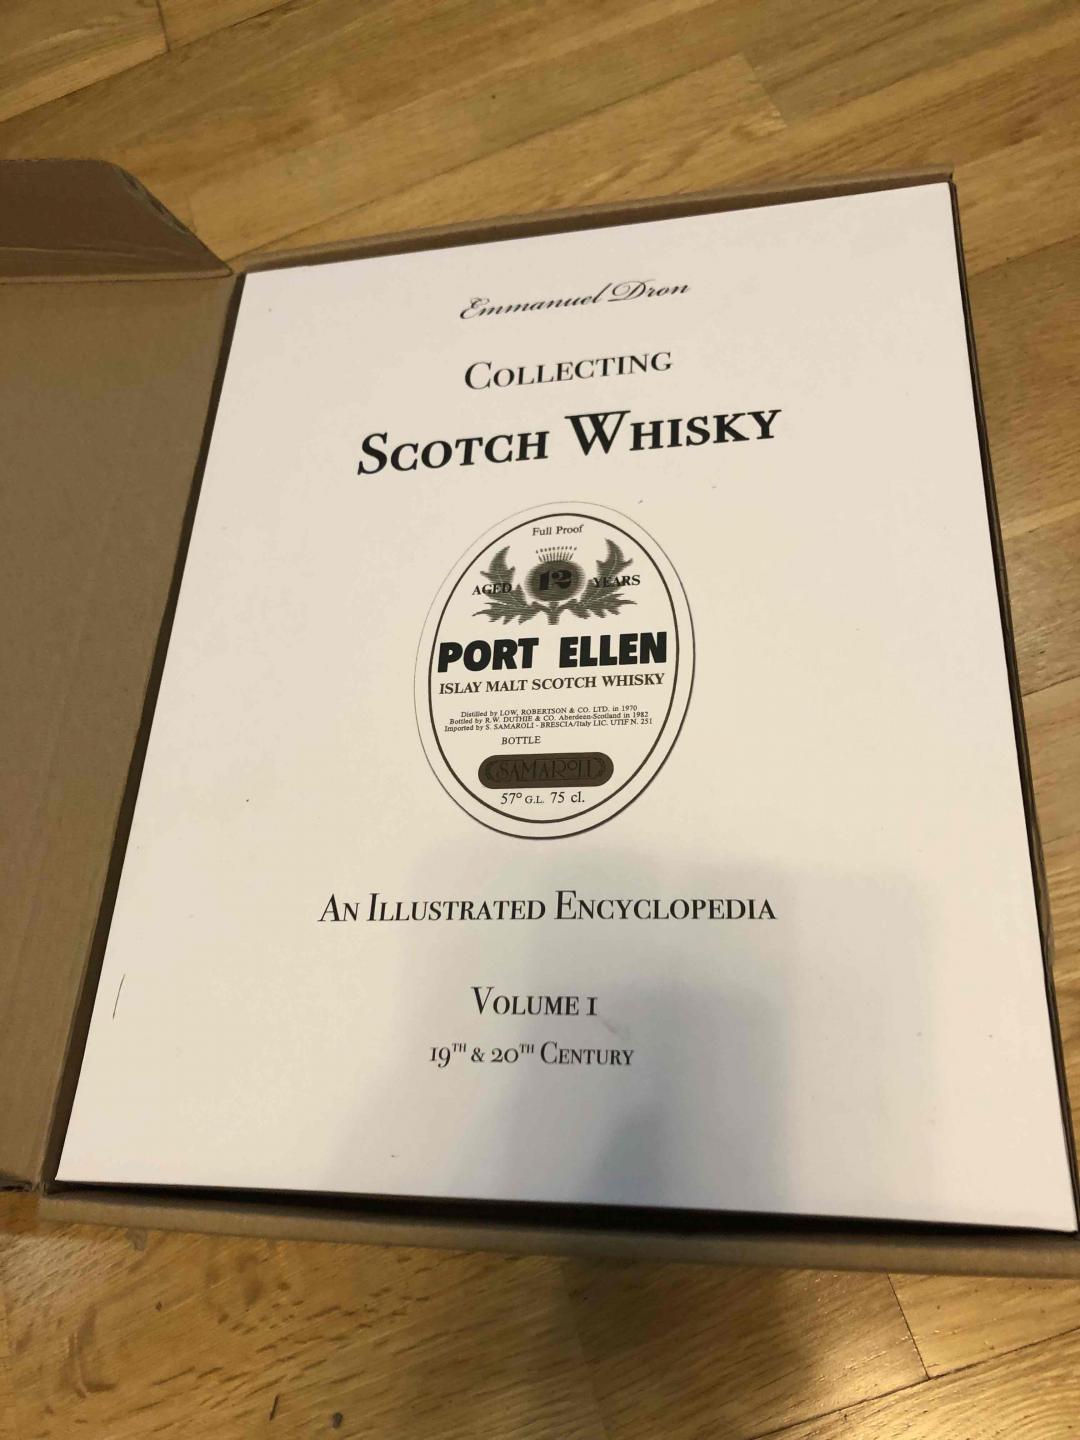 Emmanuel Dron
COLLECTING
SCOTCH WHISKY
Full Proof
AGED 12 YEARS
PORT ELLEN
ISLAY MALT SCOTCH WHISKY
Distilled by LOW, ROBERTSON & CO. LTD. in 1970
Bottled by R.W. DUTHIE & CO. Aberdeen-Scotland in 1982
Imported by S. SAMAROLI - BRESCIA/Italy LIC. UTIF N. 251
BOTTLE
SAMAROLI
57° G.L. 75 cl.
AN ILLUSTRATED ENCYCLOPEDIA
VOLUME I
19TH & 20TH CENTURY